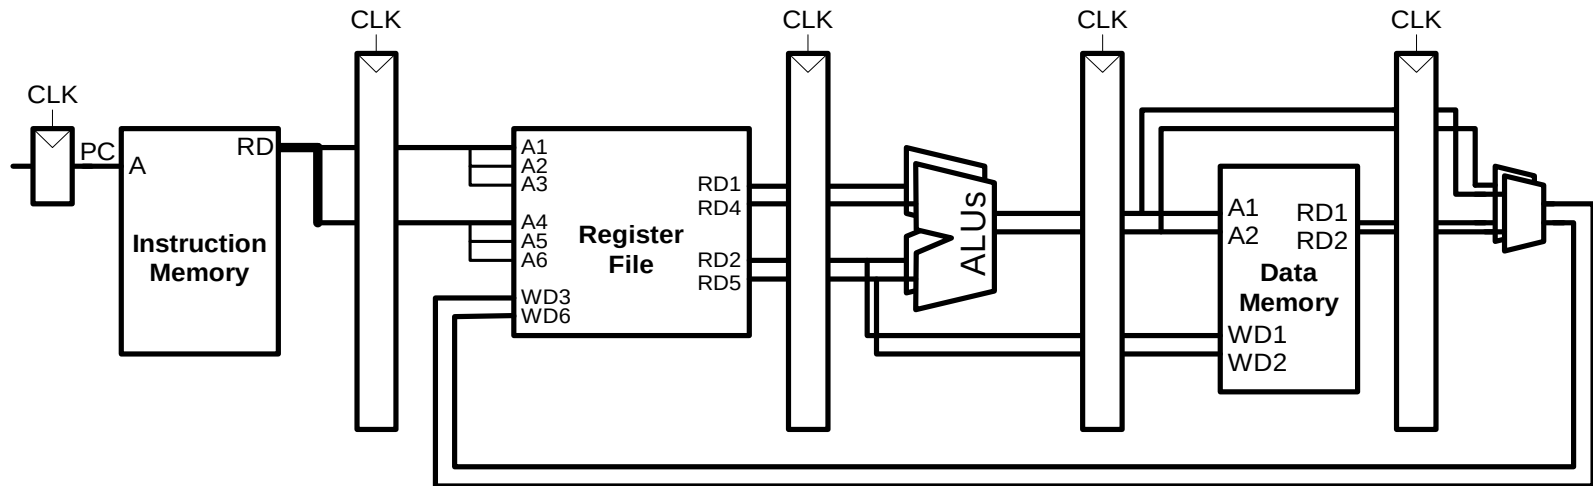 CLK
CLK
CLK
CLK
CLK
PC
A
RD
Instruction
Memory
A1
A2
A3
A4
A5
A6
WD3
WD6
Register
File
RD1
RD4
RD2
RD5
ALUs
A1
A2
RD1
RD2
Data
Memory
WD1
WD2